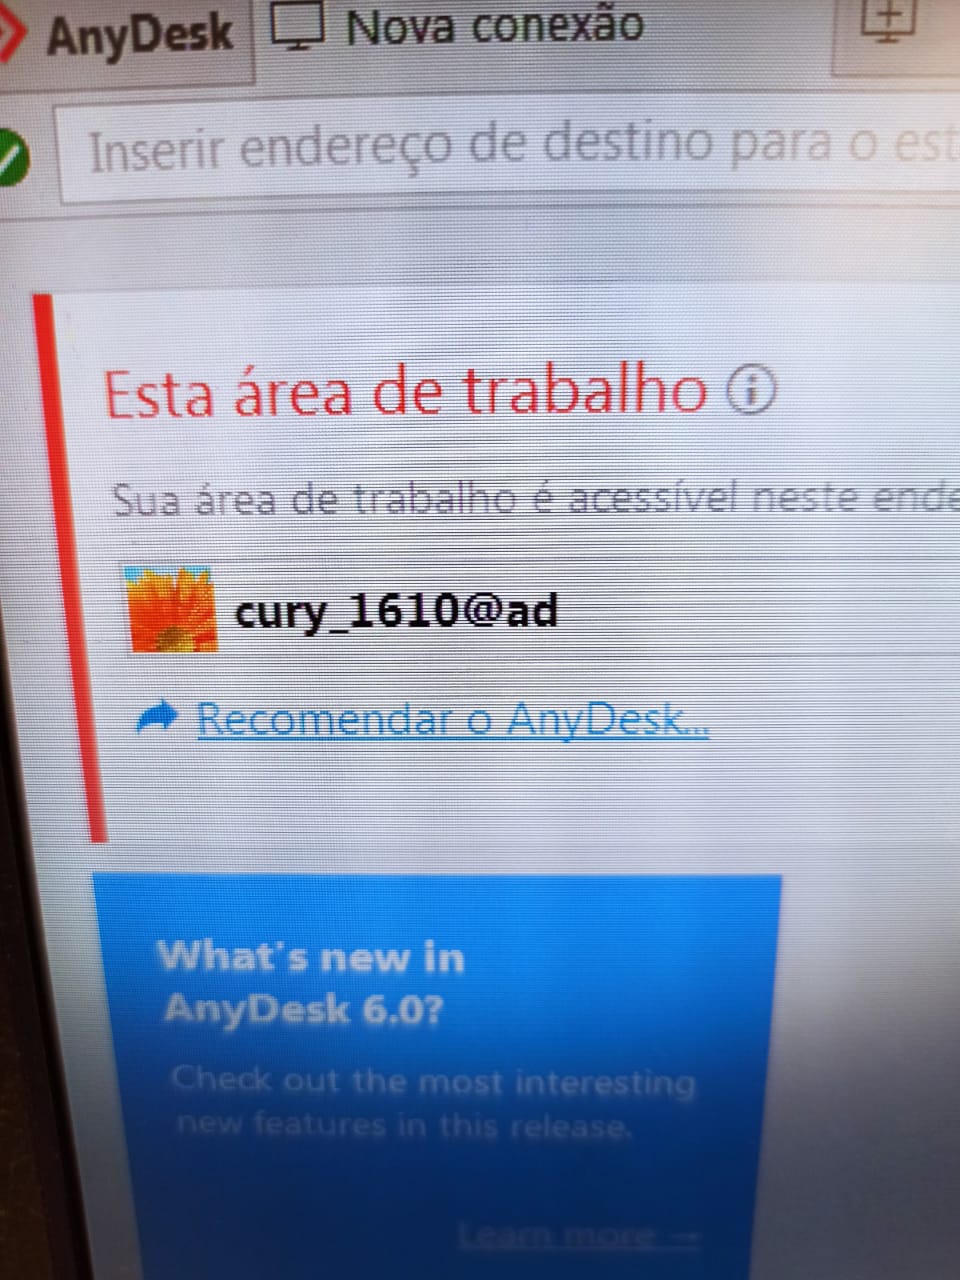 AnyDesk
Nova conexão
Inserir endereço de destino para o est
Esta área de trabalho
Sua área de trabalho é acessível neste ende
cury_1610@ad
Recomendar o AnyDesk...
What's new in
AnyDesk 6.0?
Check out the most interesting
new features in this release.
Learn more →